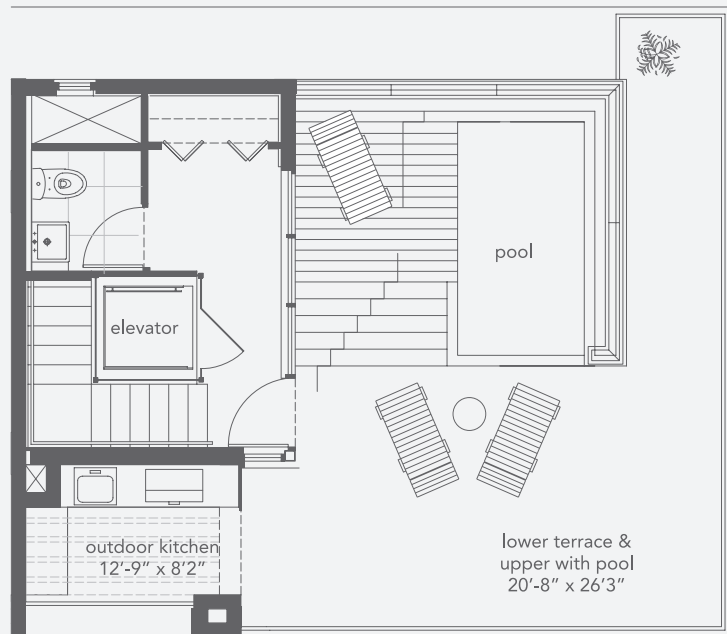 pool
elevator
outdoor kitchen
12'-9” x 8'2”
lower terrace &
upper with pool
20'-8” x 26'3”